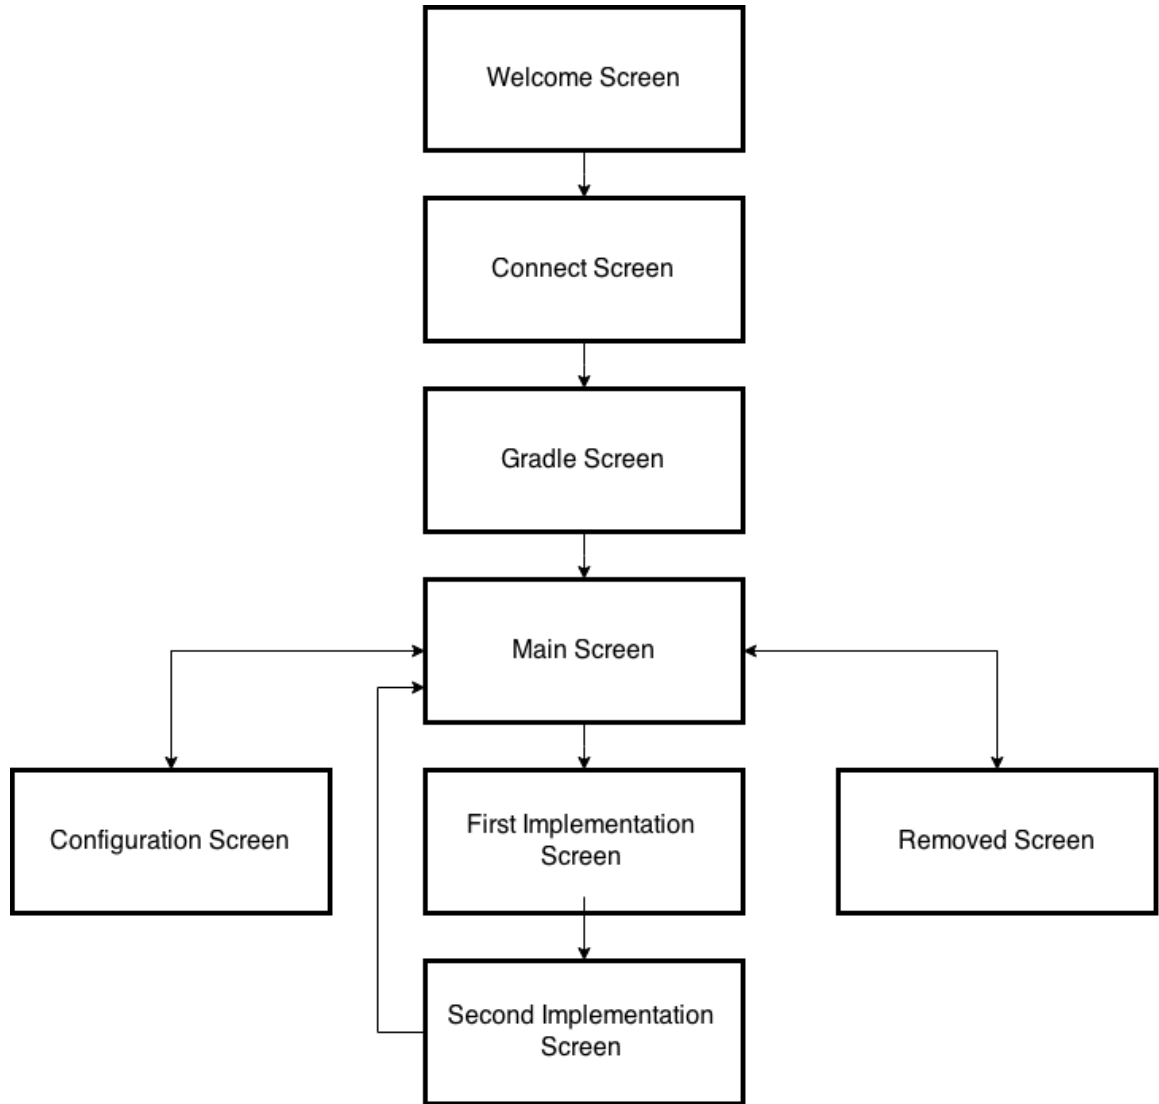 Welcome Screen
Connect Screen
Gradle Screen
Main Screen
Configuration Screen
First Implementation
Screen
Removed Screen
Second Implementation
Screen